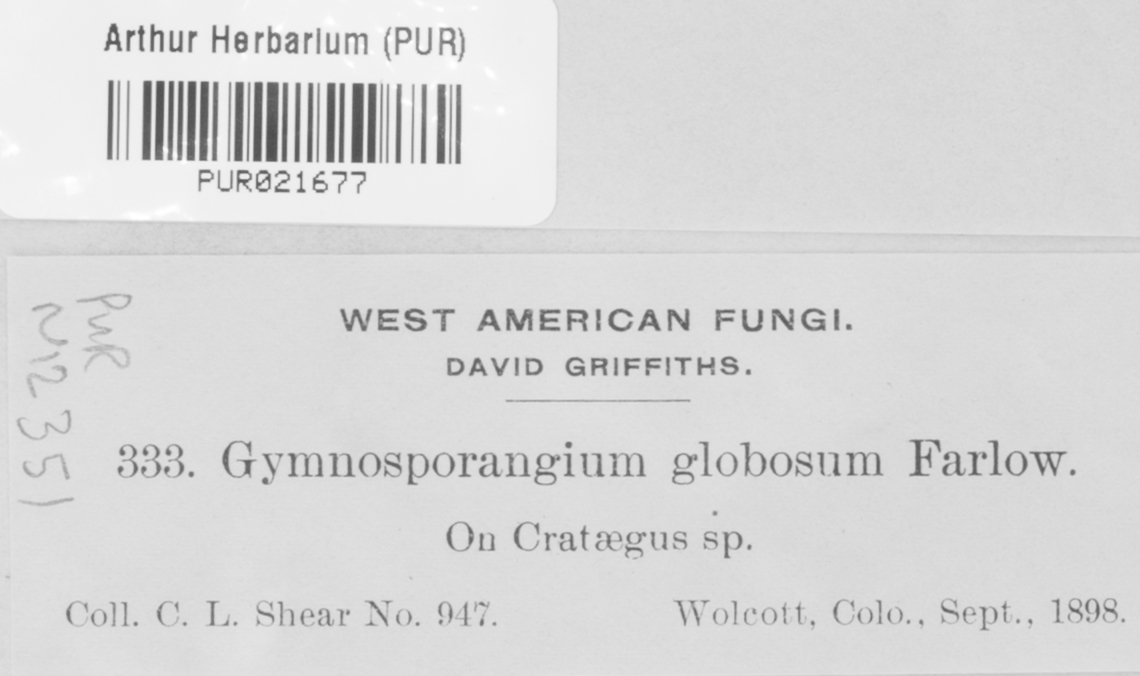 Arthur Herbarium (PUR)
PUR021677
PUR
N12351
WEST AMERICAN FUNGI.
DAVID GRIFFITHS.
333. Gymnosporangium globosum Farlow.
On Cratægus sp.
Coll. C. L. Shear No. 947. Wolcott, Colo., Sept., 1898.